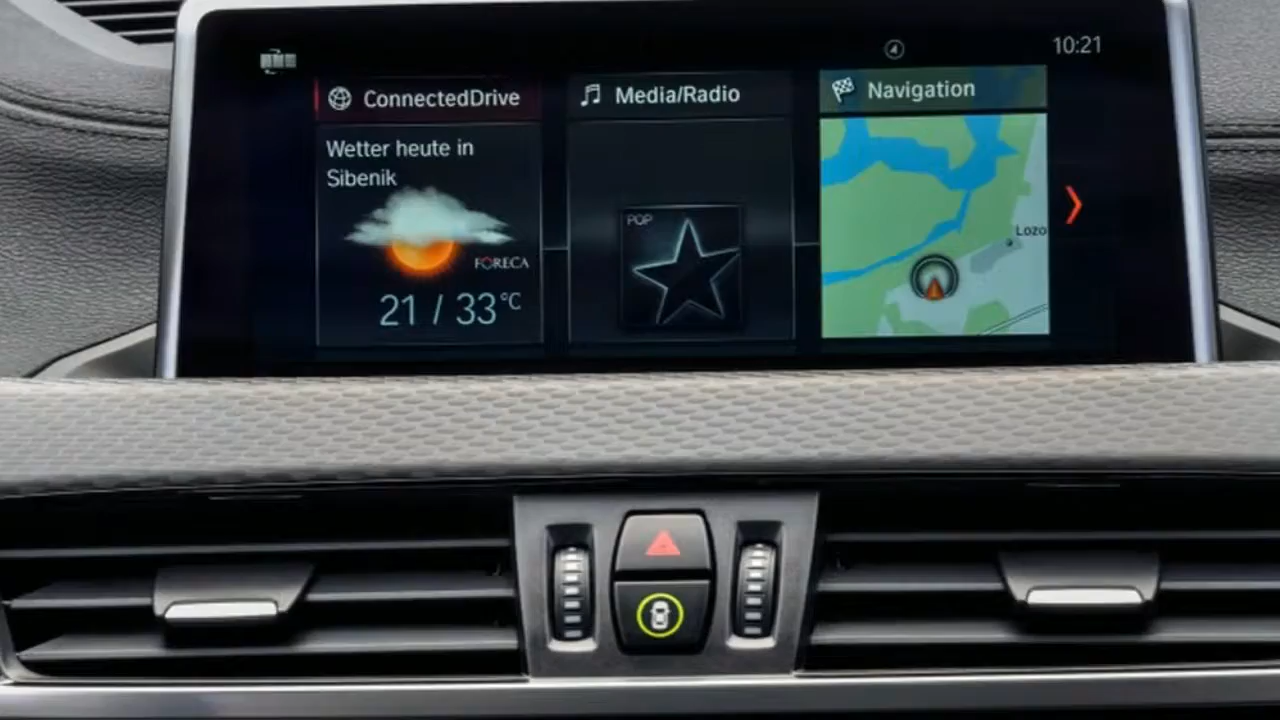 10:21
ConnectedDrive
Media/Radio
Navigation
Wetter heute in
Sibenik
FORECA
21 / 33°C
POP
Lozo